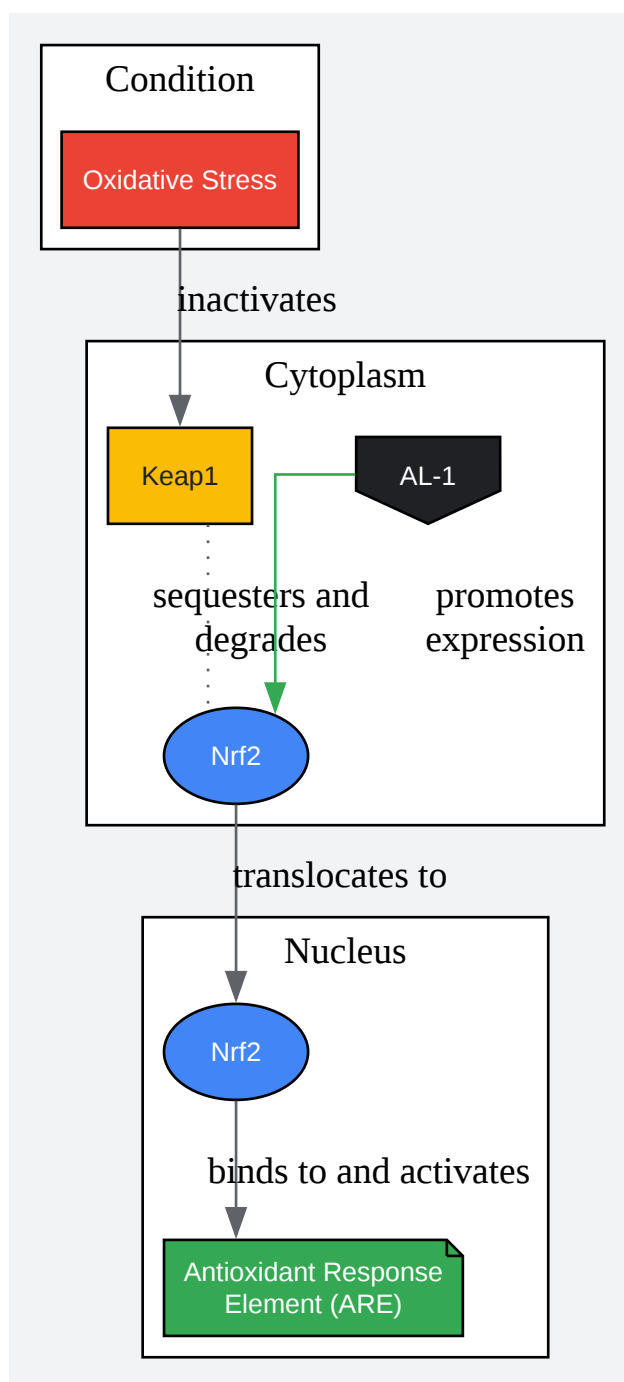 Condition
Oxidative Stress
inactivates
Cytoplasm
Keap1
AL-1
sequesters and
degrades
promotes
expression
Nrf2
translocates to
Nucleus
Nrf2
binds to and activates
Antioxidant Response
Element (ARE)